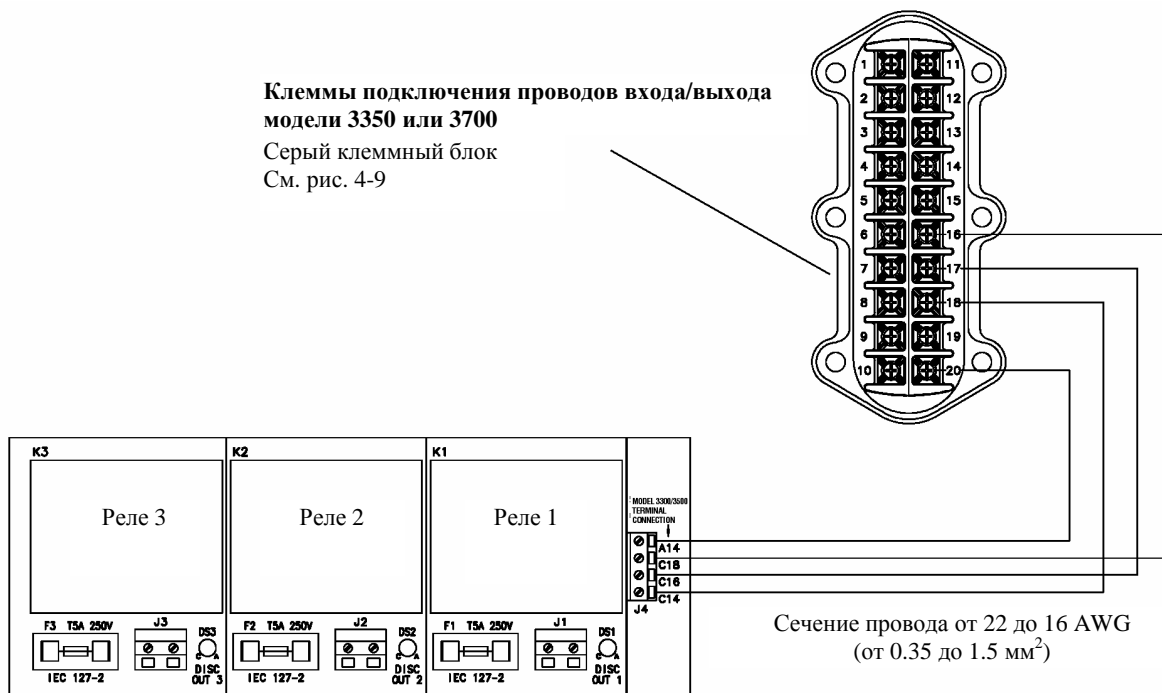 Клеммы подключения проводов входа/выхода
модели 3350 или 3700
Серый клеммный блок
См. рис. 4-9
1 11
2 12
3 13
4 14
5 15
6 16
7 17
8 18
9 19
10 20
K3 K2 K1
Реле 3 Реле 2 Реле 1
MODEL 3300/3500
TERMINAL
CONNECTION
A14
C18
C16
C14
J4
F3 T5A 250V J3 DS3
F2 T5A 250V J2 DS2
F1 T5A 250V J1 DS1
C A
C A
C A
IEC 127-2 DISC OUT 3
IEC 127-2 DISC OUT 2
IEC 127-2 DISC OUT 1
Сечение провода от 22 до 16 AWG
(от 0.35 до 1.5 мм²)